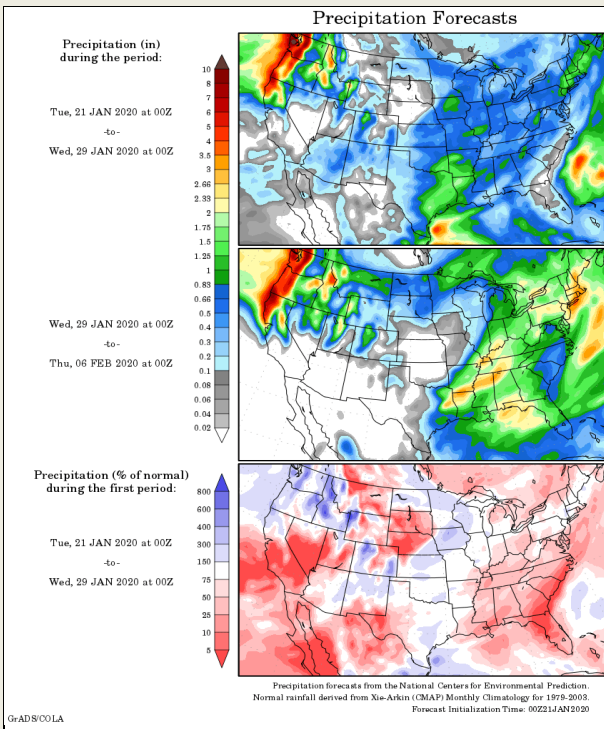 Precipitation Forecasts
Precipitation (in)
during the period:
Tue, 21 JAN 2020 at 00Z
-to-
Wed, 29 JAN 2020 at 00Z
10
8
7
6
5
4
3.5
3
2.66
2.33
2
1.75
1.5
1.25
1
0.83
0.66
0.5
0.4
0.3
0.2
0.1
0.08
0.06
0.04
0.02
Wed, 29 JAN 2020 at 00Z
-to-
Thu, 06 FEB 2020 at 00Z
Precipitation (% of normal)
during the first period:
Tue, 21 JAN 2020 at 00Z
-to-
Wed, 29 JAN 2020 at 00Z
800
600
400
300
150
75
50
25
10
5
Precipitation forecasts from the National Centers for Environmental Prediction.
Normal rainfall derived from Xie-Arkin (CMAP) Monthly Climatology for 1979-2003.
Forecast Initialization Time: 00Z21JAN2020
GrADS/COLA